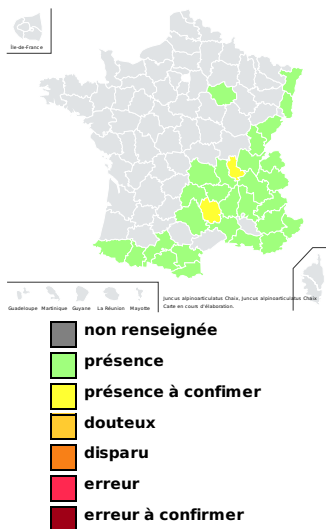 Île-de-France
Guadeloupe Martinique Guyane La Réunion Mayotte
Juncus alpinoarticulatus Chaix, Juncus alpinoarticulatus Chaix
Carte en cours d'élaboration.
non renseignée
présence
présence à confimer
douteux
disparu
erreur
erreur à confirmer